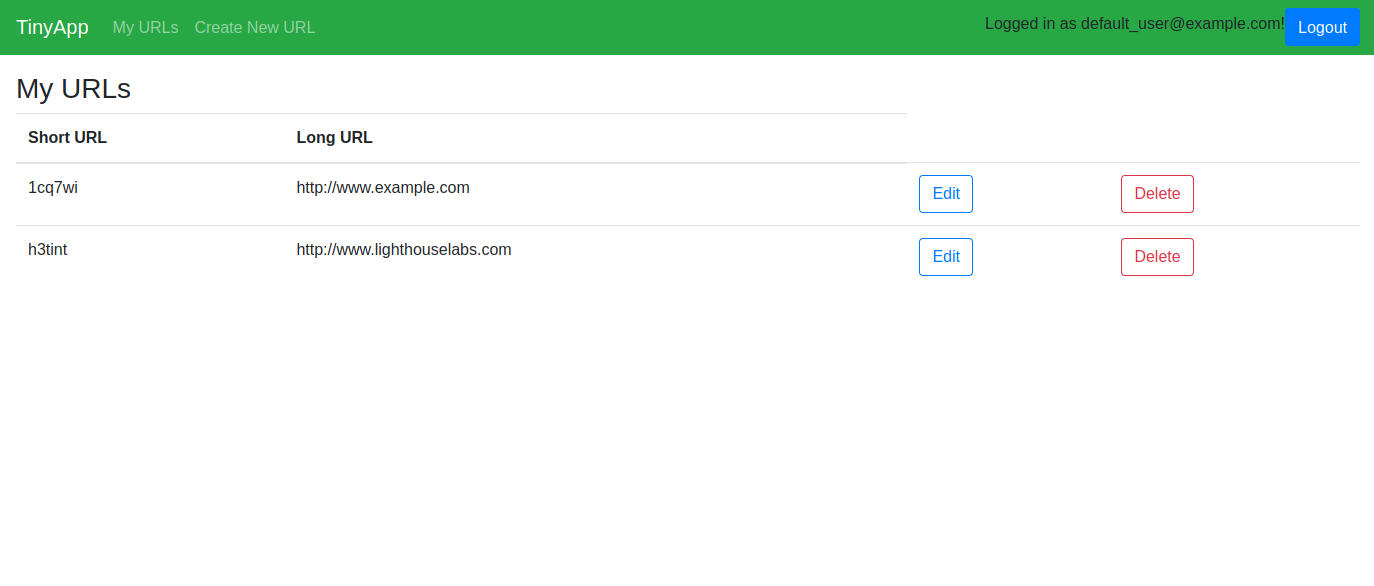 TinyApp My URLs Create New URL Logged in as default_user@example.com! Logout
My URLs
Short URL Long URL
1cq7wi http://www.example.com Edit Delete
h3tint http://www.lighthouselabs.com Edit Delete